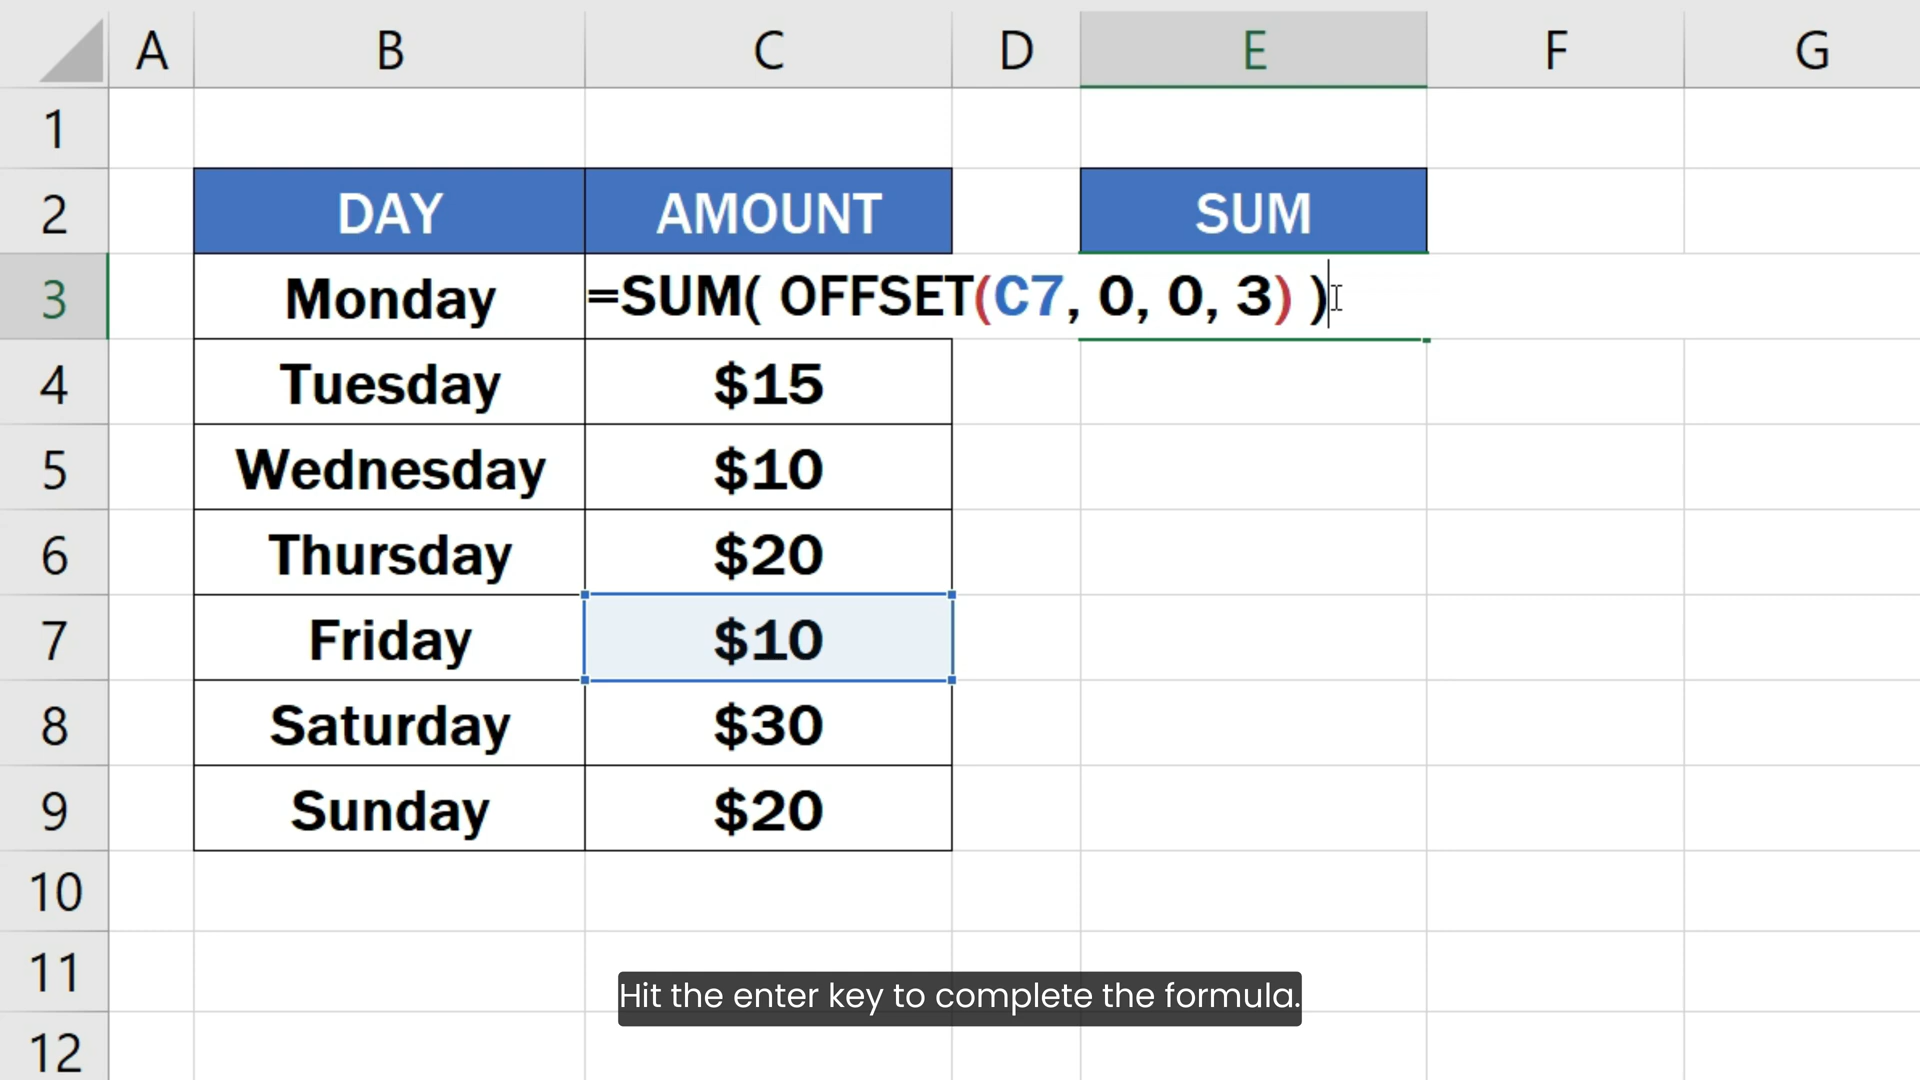 A B C D E F G
1
2 DAY AMOUNT SUM
3 Monday =SUM( OFFSET(C7, 0, 0, 3) )
4 Tuesday $15
5 Wednesday $10
6 Thursday $20
7 Friday $10
8 Saturday $30
9 Sunday $20
10
11
Hit the enter key to complete the formula.
12